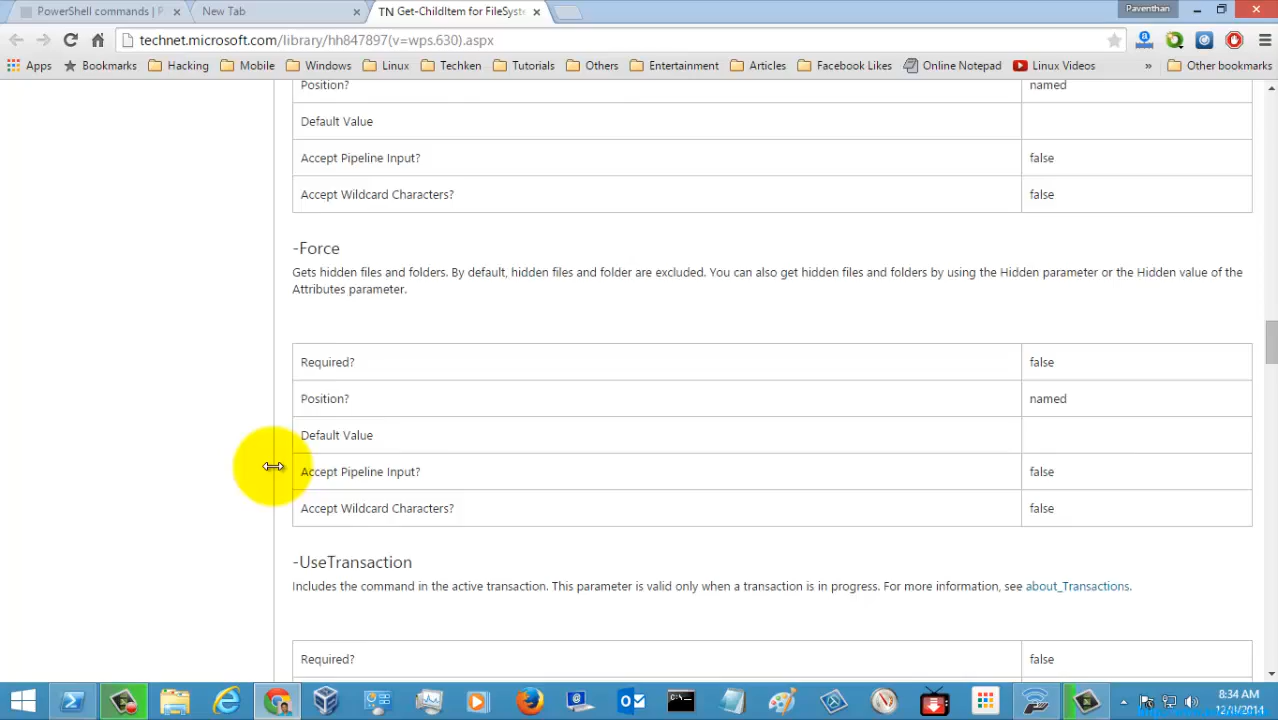 PowerShell commands | P
New Tab
TN Get-ChildItem for FileSyst
Paventhan
technet.microsoft.com/library/hh847897(v=wps.630).aspx
Apps Bookmarks Hacking Mobile Windows Linux Techken Tutorials Others Entertainment Articles Facebook Likes Online Notepad Linux Videos » Other bookmarks
Position? named
Default Value
Accept Pipeline Input? false
Accept Wildcard Characters? false
-Force
Gets hidden files and folders. By default, hidden files and folder are excluded. You can also get hidden files and folders by using the Hidden parameter or the Hidden value of the
Attributes parameter.
Required? false
Position? named
Default Value
Accept Pipeline Input? false
Accept Wildcard Characters? false
-UseTransaction
Includes the command in the active transaction. This parameter is valid only when a transaction is in progress. For more information, see about_Transactions.
Required? false
8:34 AM